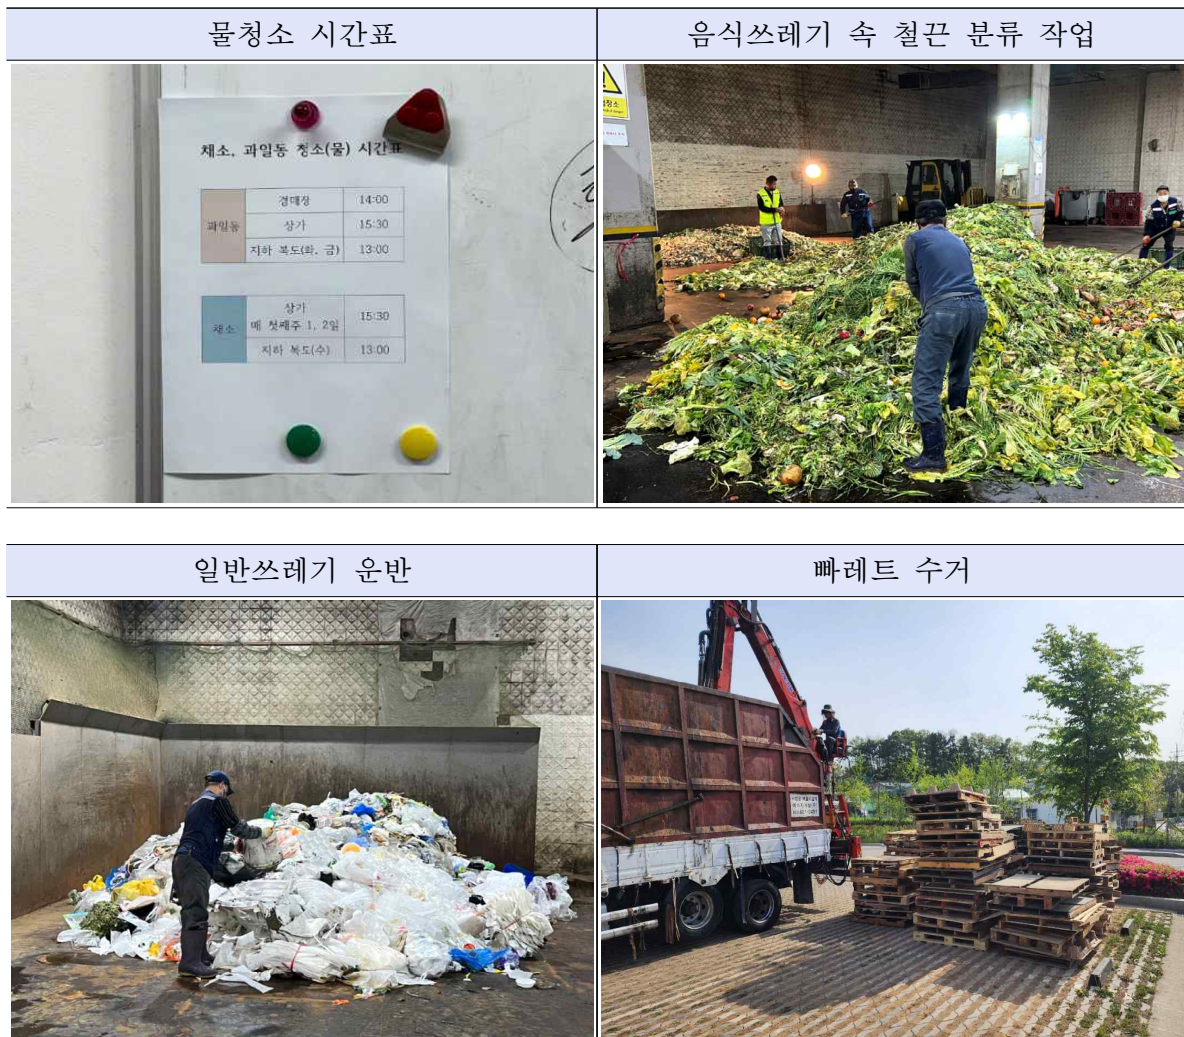 물청소 시간표
음식쓰레기 속 철끈 분류 작업
채소, 과일동 청소(물) 시간표
과일동
경매장 14:00
상가 15:30
지하 복도(화, 금) 13:00
채소
상가
매 첫째주 1, 2일
15:30
지하 복도(수) 13:00
일반쓰레기 운반
빠레트 수거